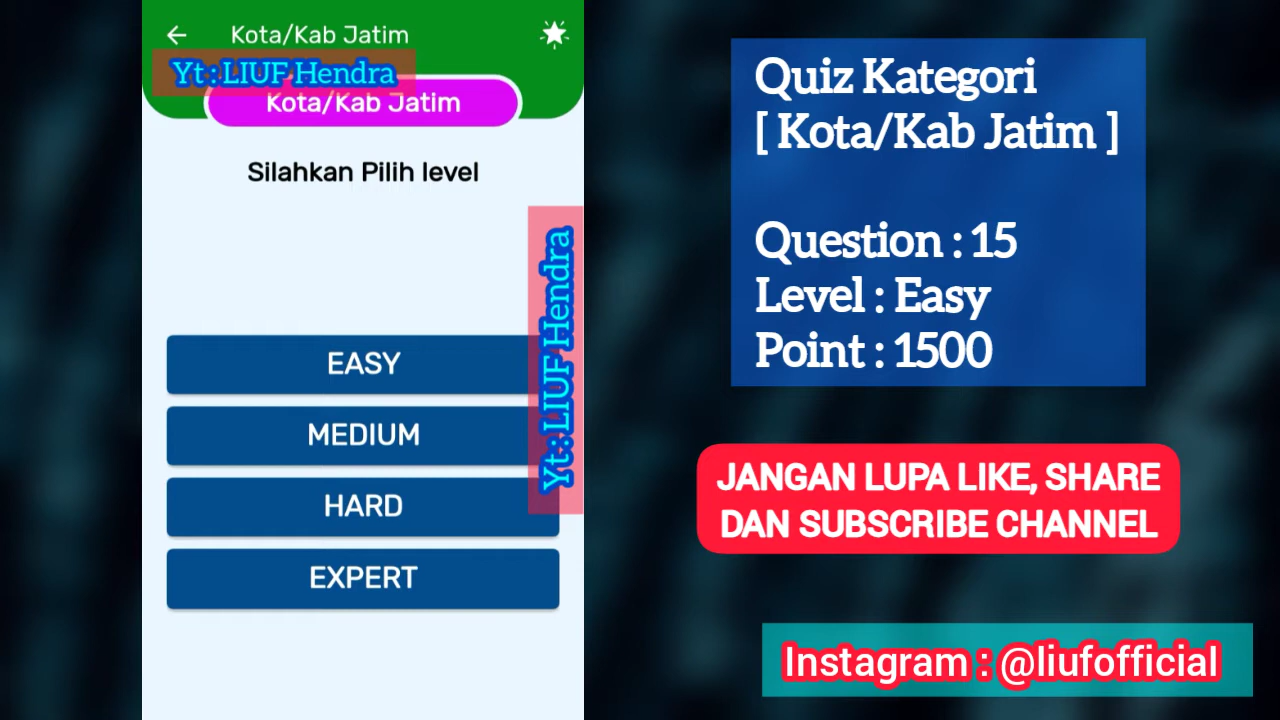 Kota/Kab Jatim
Yt : LIUF Hendra
Kota/Kab Jatim
Silahkan Pilih level
EASY
MEDIUM
HARD
EXPERT
Yt : LIUF Hendra
Quiz Kategori
[ Kota/Kab Jatim ]
Question : 15
Level : Easy
Point : 1500
JANGAN LUPA LIKE, SHARE
DAN SUBSCRIBE CHANNEL
Instagram : @liufofficial